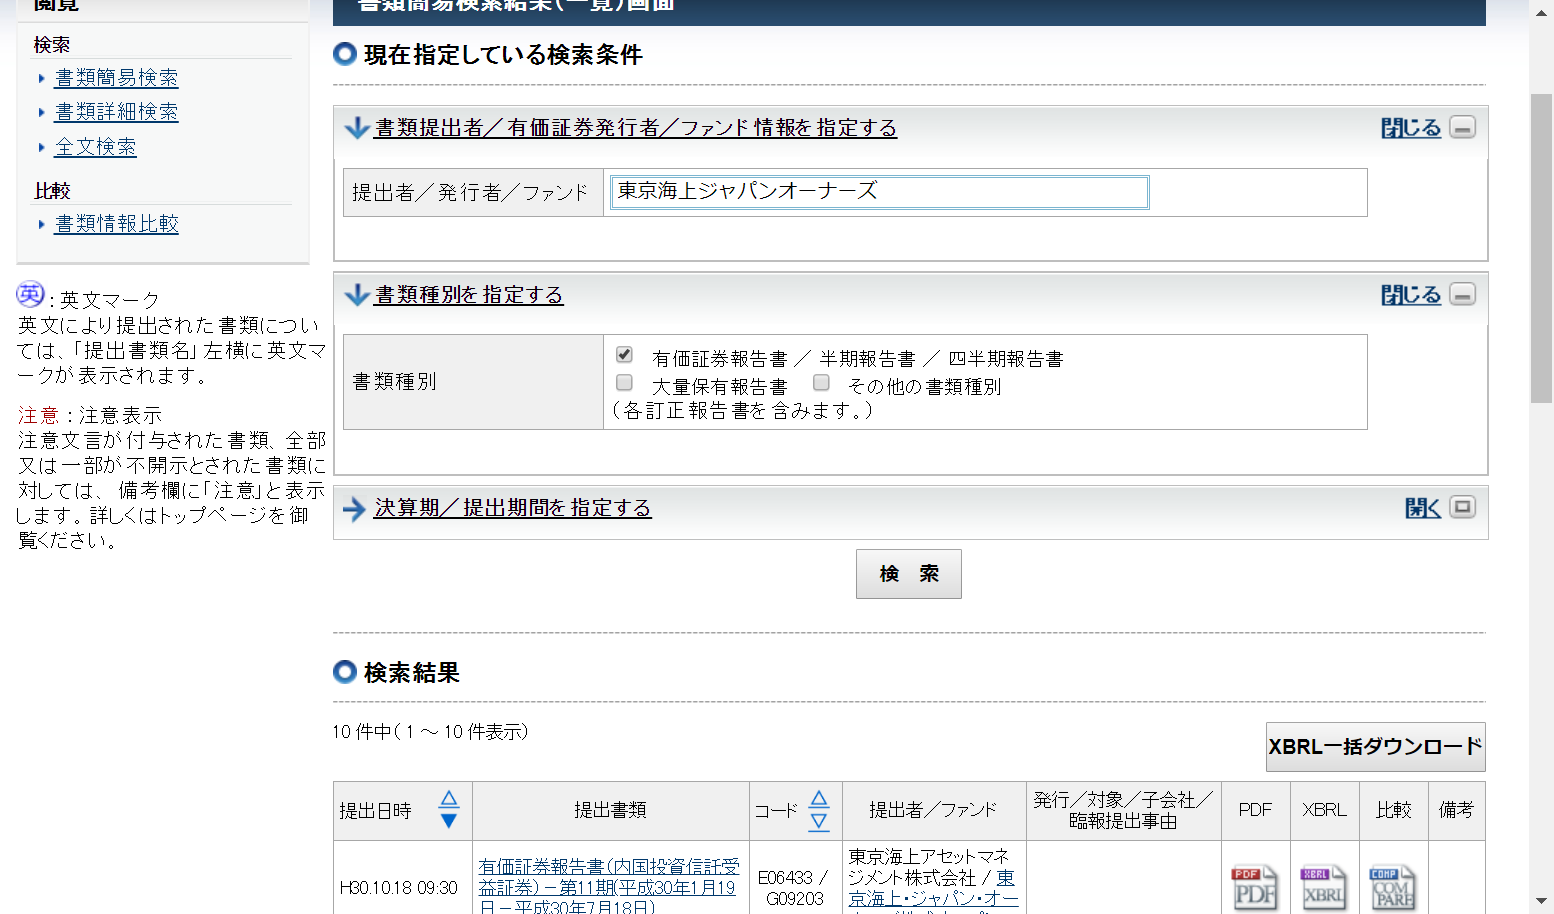 閲覧
検索
書類簡易検索
書類詳細検索
全文検索
比較
書類情報比較
英：英文マーク
英文により提出された書類につい
ては、「提出書類名」左横に英文マ
ークが表示されます。
注意：注意表示
注意文言が付与された書類、全部
又は一部が不開示とされた書類に
対しては、備考欄に「注意」と表示
します。詳しくはトップページを御
覧ください。
書類簡易検索結果（一覧）画面
現在指定している検索条件
書類提出者／有価証券発行者／ファンド情報を指定する
閉じる
提出者／発行者／ファンド
東京海上ジャパンオーナーズ
書類種別を指定する
閉じる
書類種別
有価証券報告書 ／ 半期報告書 ／ 四半期報告書
大量保有報告書 その他の書類種別
（各訂正報告書を含みます。）
決算期／提出期間を指定する
開く
検 索
検索結果
10 件中（ 1 ～ 10 件表示）
XBRL一括ダウンロード
提出日時
提出書類
コード
提出者／ファンド
発行／対象／子会社／
臨報提出事由
PDF
XBRL
比較
備考
H30.10.18 09:30
有価証券報告書（内国投資信託受
益証券）－第11期(平成30年1月19
日－平成30年7月18日)
E06433 /
G09203
東京海上アセットマネ
ジメント株式会社 / 東
京海上・ジャパン・オー
PDF
PDF
XBRL
XBRL
COMP
COM
PARE